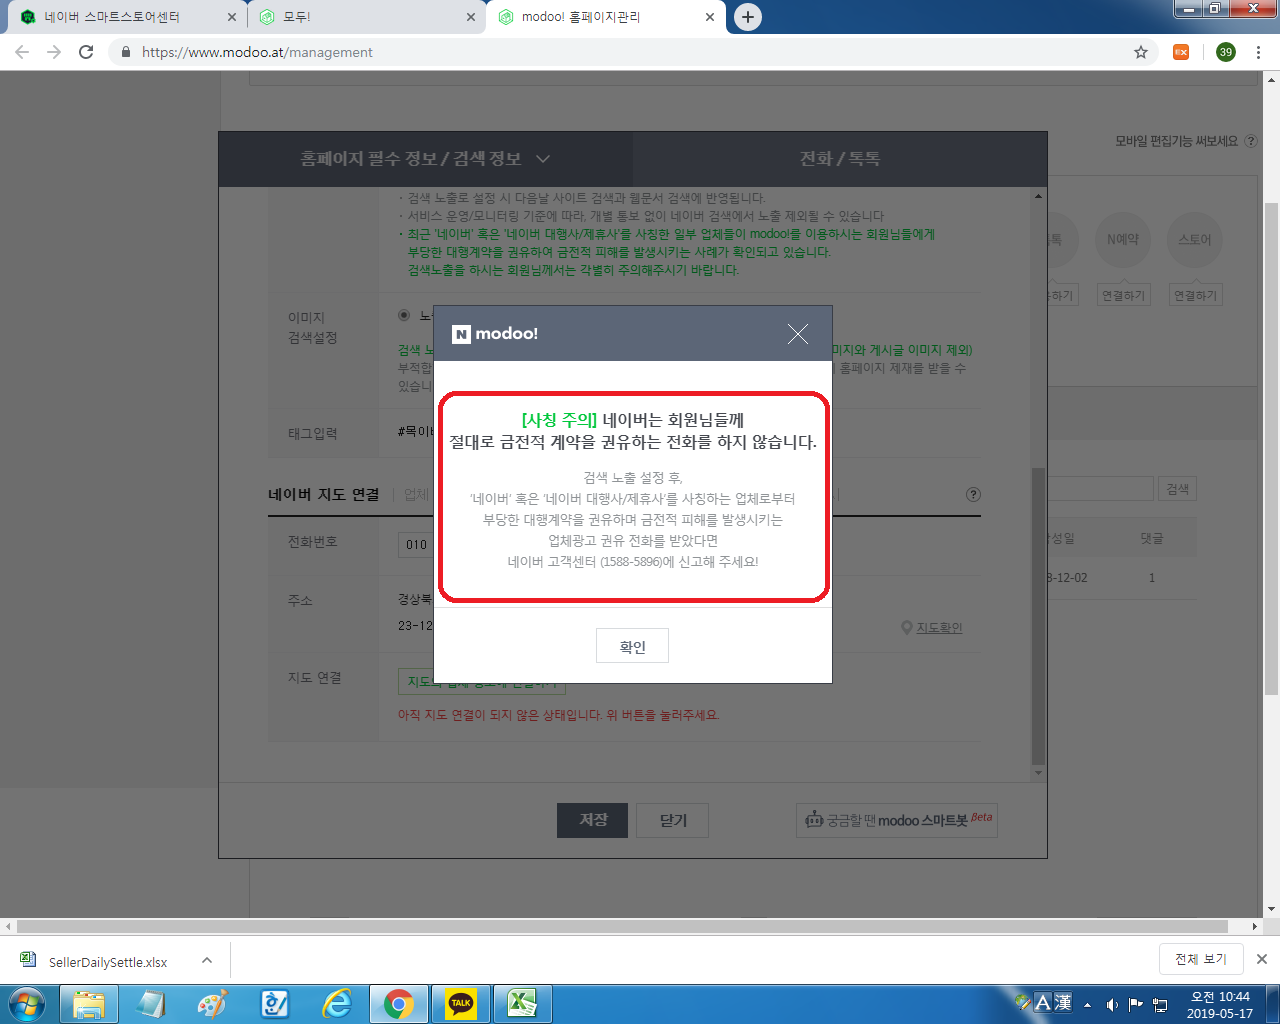 네이버 스마트스토어센터
모두!
modoo! 홈페이지관리
https://www.modoo.at/management
39
모바일 편집기능 써보세요 ?
홈페이지 필수 정보 / 검색 정보
전화 / 톡톡
· 검색 노출로 설정 시 다음날 사이트 검색과 웹문서 검색에 반영됩니다.
· 서비스 운영/모니터링 기준에 따라, 개별 통보 없이 네이버 검색에서 노출 제외될 수 있습니다
· 최근 '네이버' 혹은 '네이버 대행사/제휴사'를 사칭한 일부 업체들이 modoo!를 이용하시는 회원님들에게
부당한 대행계약을 권유하여 금전적 피해를 발생시키는 사례가 확인되고 있습니다.
검색노출을 하시는 회원님께서는 각별히 주의해주시기 바랍니다.
톡
N예약
스토어
하기
연결하기
연결하기
이미지
검색설정
검색
미지와 게시글 이미지 제외)
부적합
홈페이지 제재를 받을 수
있습니
태그입력
#목이
네이버 지도 연결
업체
?
전화번호
010
주소
경상북
23-12
지도확인
지도 연결
아직 지도 연결이 되지 않은 상태입니다. 위 버튼을 눌러주세요.
N modoo!
[사칭 주의] 네이버는 회원님들께
절대로 금전적 계약을 권유하는 전화를 하지 않습니다.
검색 노출 설정 후,
'네이버' 혹은 '네이버 대행사/제휴사'를 사칭하는 업체로부터
부당한 대행계약을 권유하며 금전적 피해를 발생시키는
업체광고 권유 전화를 받았다면
네이버 고객센터 (1588-5896)에 신고해 주세요!
확인
검색
성일
댓글
8-12-02
1
저장
닫기
궁금할 땐 modoo 스마트봇 Beta
SellerDailySettle.xlsx
전체 보기
TALK
A 漢
오전 10:44
2019-05-17